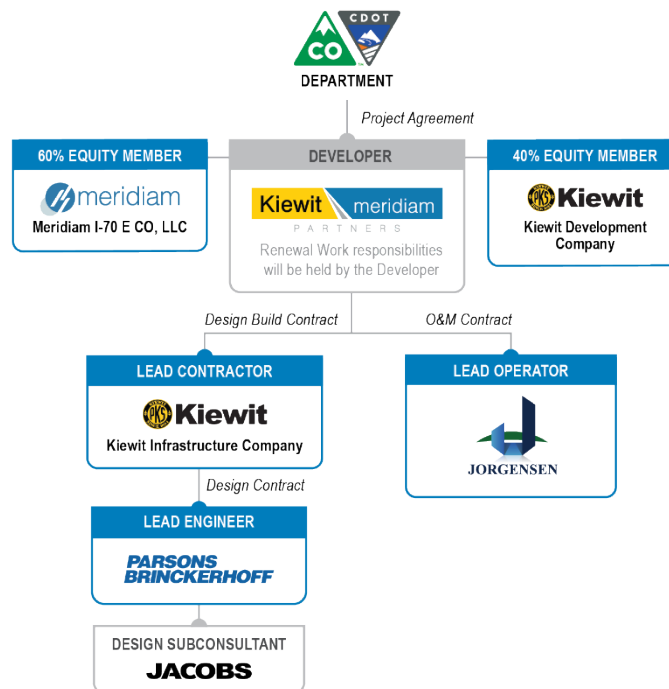 CO
CDOT
DEPARTMENT
Project Agreement
60% EQUITY MEMBER
meridiam
Meridiam I-70 E CO, LLC
DEVELOPER
Kiewit meridiam
PARTNERS
Renewal Work responsibilities
will be held by the Developer
40% EQUITY MEMBER
PKS Kiewit
Kiewit Development
Company
Design Build Contract
O&M Contract
LEAD CONTRACTOR
PKS Kiewit
Kiewit Infrastructure Company
LEAD OPERATOR
JORGENSEN
Design Contract
LEAD ENGINEER
PARSONS
BRINCKERHOFF
DESIGN SUBCONSULTANT
JACOBS